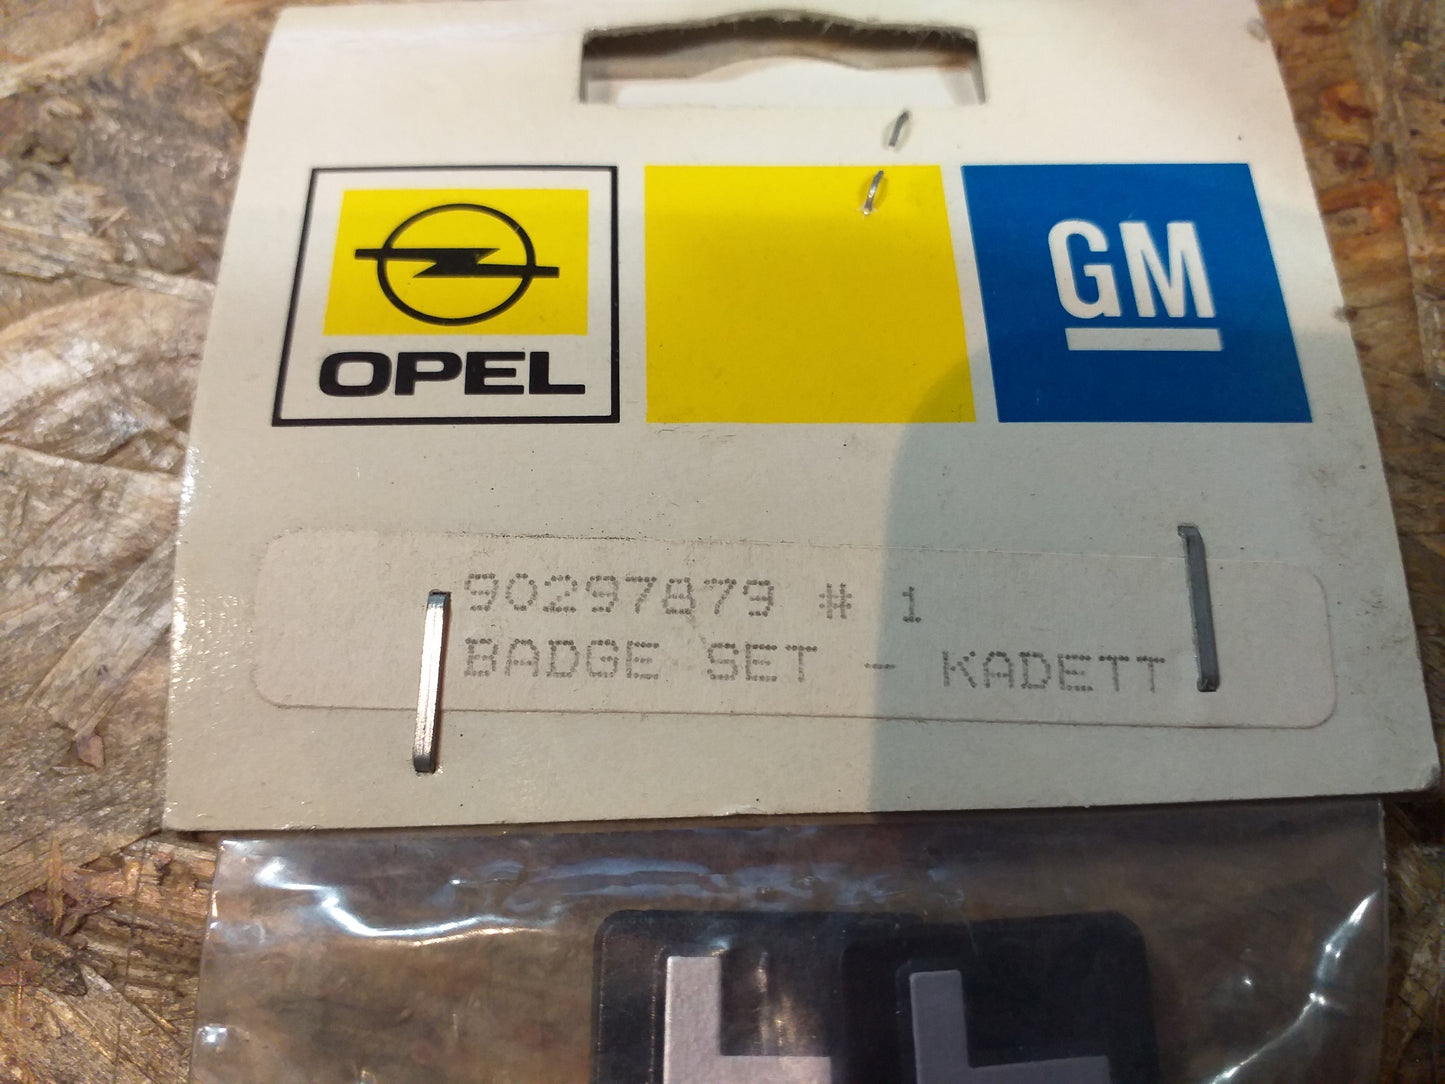 OPEL
GM
90297879 # 1
BADGE SET - KADETT